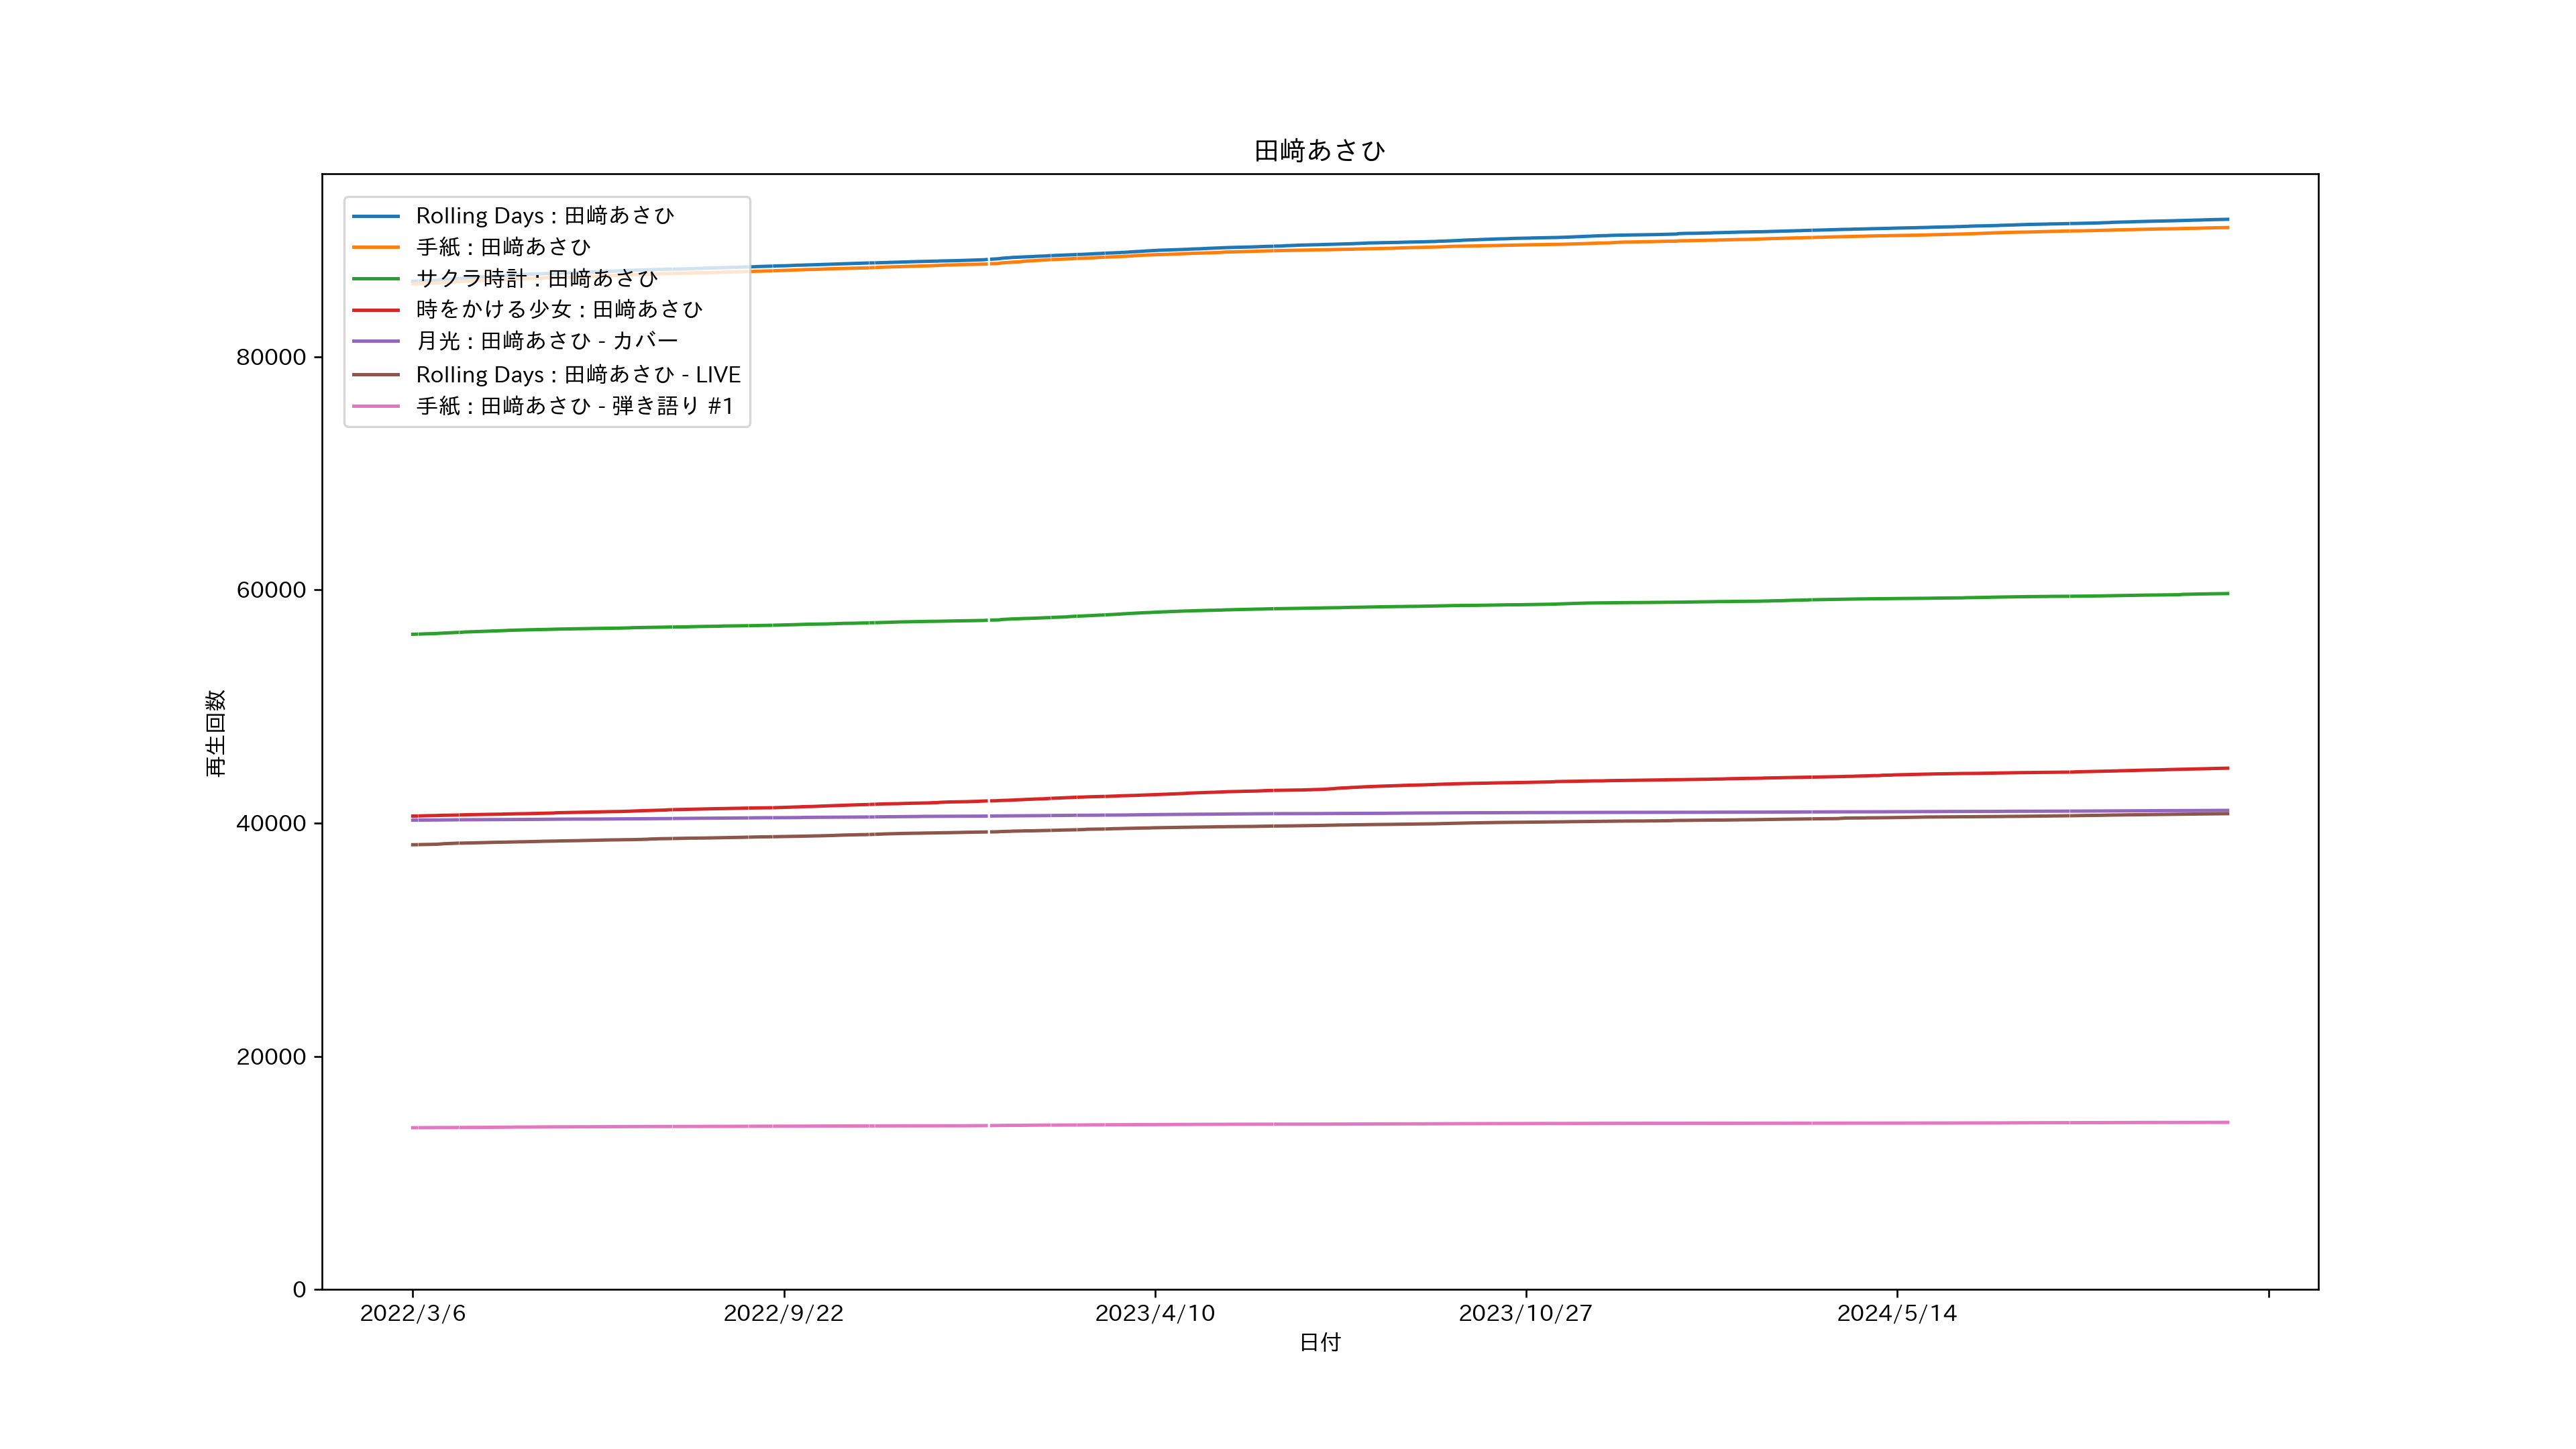 田﨑あさひ
Rolling Days : 田﨑あさひ
手紙 : 田﨑あさひ
サクラ時計 : 田﨑あさひ
時をかける少女 : 田﨑あさひ
月光 : 田﨑あさひ - カバー
Rolling Days : 田﨑あさひ - LIVE
手紙 : 田﨑あさひ - 弾き語り #1
80000
60000
40000
20000
0
再生回数
2022/3/6 2022/9/22 2023/4/10 2023/10/27 2024/5/14
日付